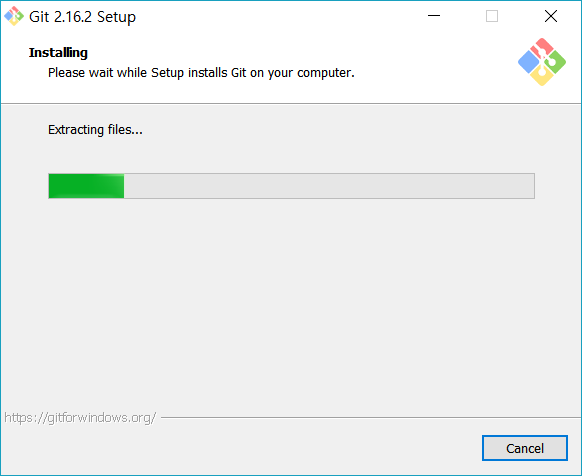 Git 2.16.2 Setup
Installing
Please wait while Setup installs Git on your computer.
Extracting files...
https://gitforwindows.org/
Cancel